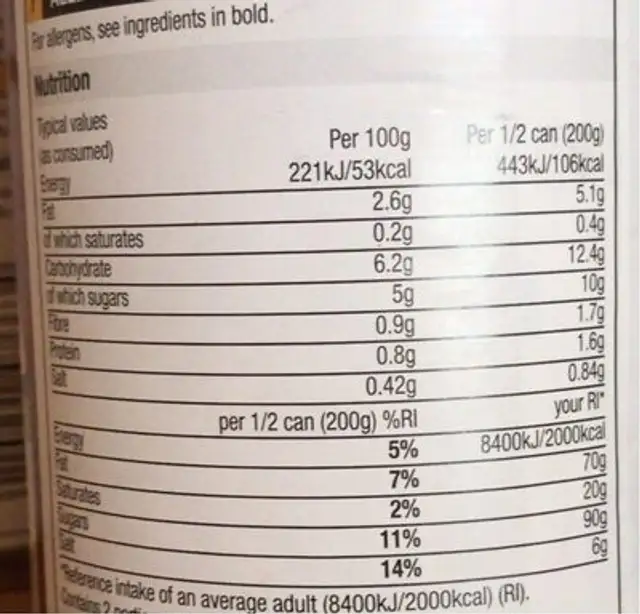 For allergens, see ingredients in bold.
Nutrition
Typical values
(as consumed) Per 100g Per 1/2 can (200g)
Energy 221kJ/53kcal 443kJ/106kcal
Fat 2.6g 5.1g
of which saturates 0.2g 0.4g
Carbohydrate 6.2g 12.4g
of which sugars 5g 10g
Fibre 0.9g 1.7g
Protein 0.8g 1.6g
Salt 0.42g 0.84g
per 1/2 can (200g) %RI your RI*
Energy 5% 8400kJ/2000kcal
Fat 7% 70g
Saturates 2% 20g
Sugars 11% 90g
Salt 14% 6g
*Reference intake of an average adult (8400kJ/2000kcal) (RI).
Contains 2